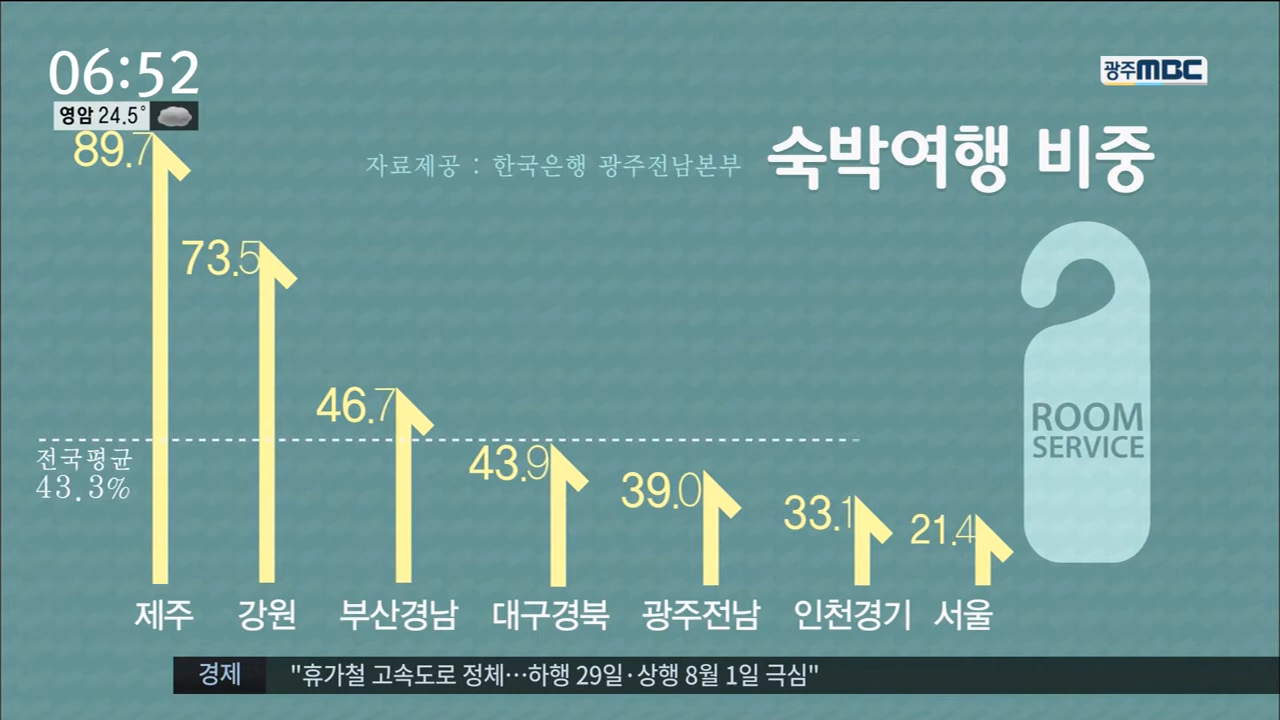 06:52
영암 24.5°
광주MBC
숙박여행 비중
자료제공 : 한국은행 광주전남본부
89.7
73.5
46.7
43.9
39.0
33.1
21.4
전국평균
43.3%
ROOM
SERVICE
제주 강원 부산경남 대구경북 광주전남 인천경기 서울
경제 "휴가철 고속도로 정체…하행 29일·상행 8월 1일 극심"